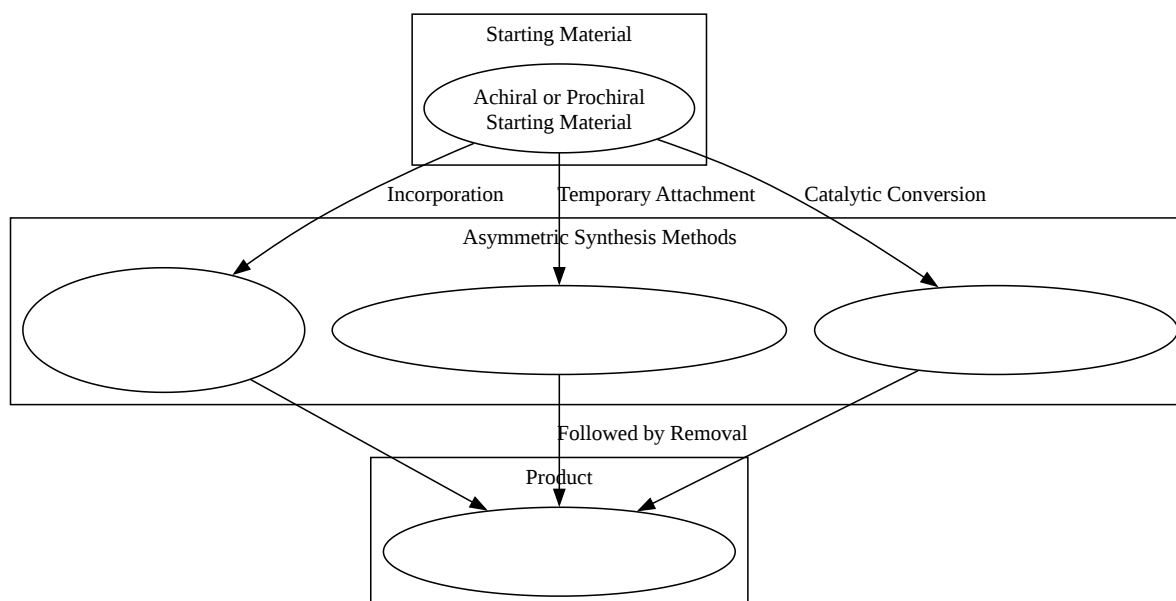 Starting Material
Achiral or Prochiral
Starting Material
Incorporation
Temporary Attachment
Catalytic Conversion
Asymmetric Synthesis Methods
Followed by Removal
Product